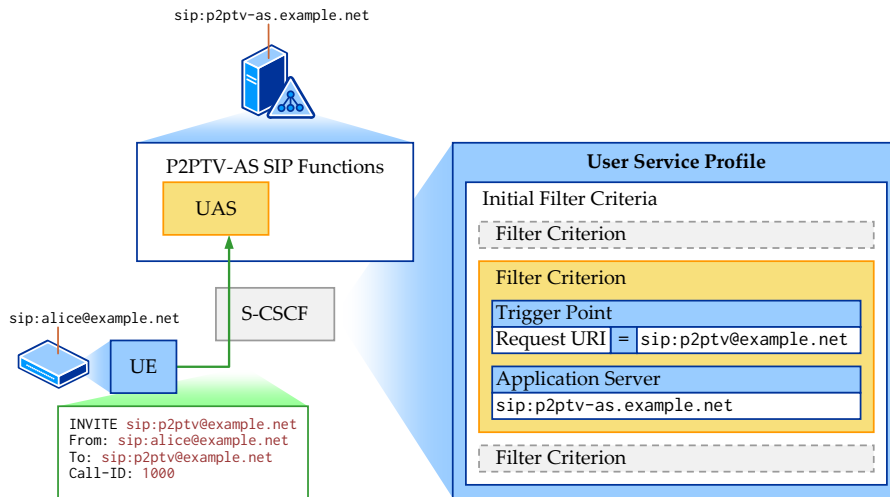 sip:p2ptv-as.example.net
P2PTV-AS SIP Functions
UAS
S-CSCF
sip:alice@example.net
UE
INVITE sip:p2ptv@example.net
From: sip:alice@example.net
To: sip:p2ptv@example.net
Call-ID: 1000
User Service Profile
Initial Filter Criteria
Filter Criterion
Filter Criterion
Trigger Point
Request URI = sip:p2ptv@example.net
Application Server
sip:p2ptv-as.example.net
Filter Criterion